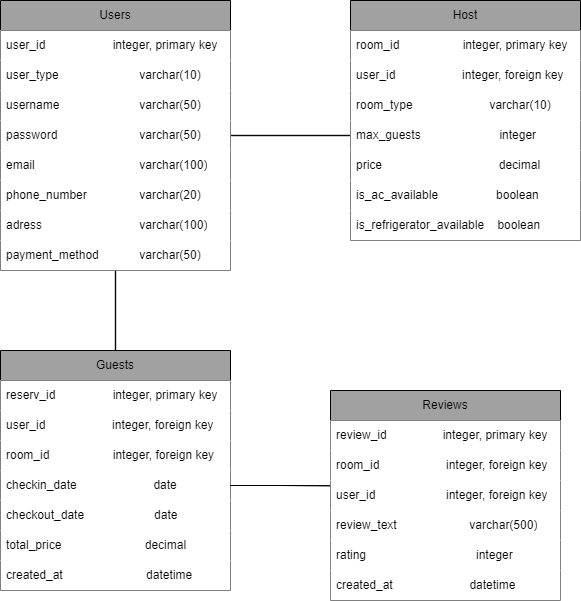 Users
user_id integer, primary key
user_type varchar(10)
username varchar(50)
password varchar(50)
email varchar(100)
phone_number varchar(20)
adress varchar(100)
payment_method varchar(50)
Host
room_id integer, primary key
user_id integer, foreign key
room_type varchar(10)
max_guests integer
price decimal
is_ac_available boolean
is_refrigerator_available boolean
Guests
reserv_id integer, primary key
user_id integer, foreign key
room_id integer, foreign key
checkin_date date
checkout_date date
total_price decimal
created_at datetime
Reviews
review_id integer, primary key
room_id integer, foreign key
user_id integer, foreign key
review_text varchar(500)
rating integer
created_at datetime